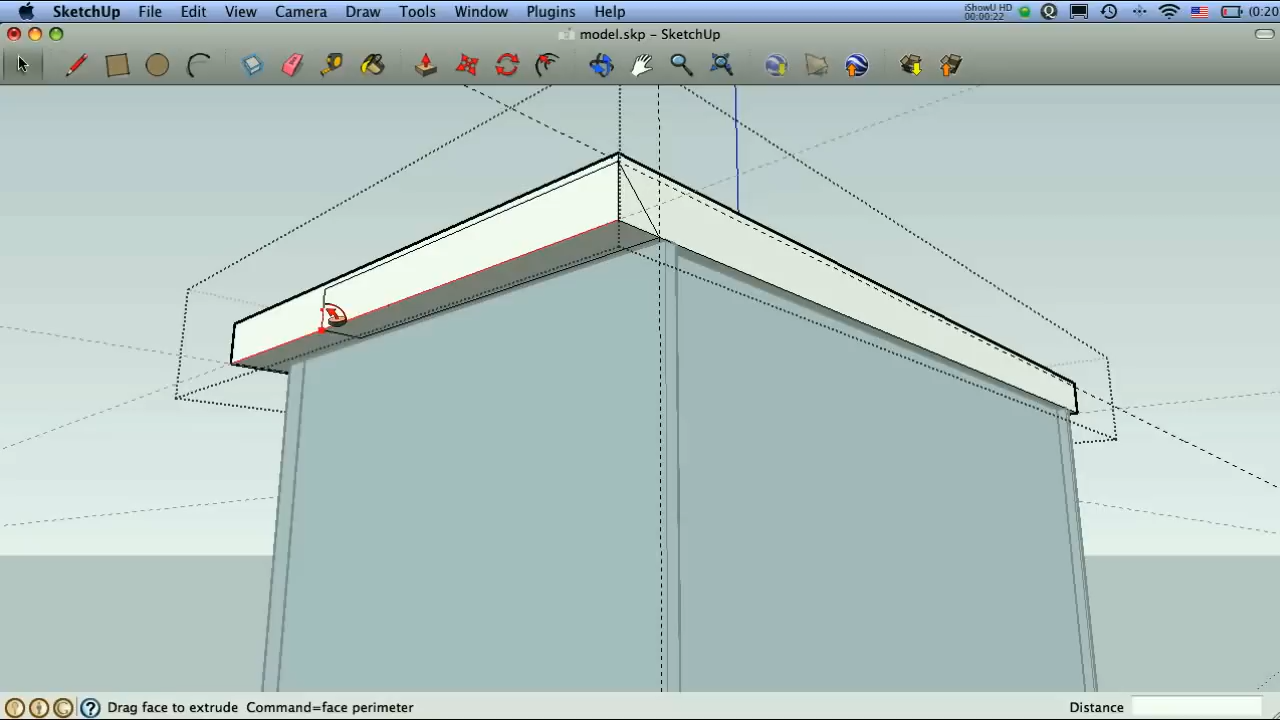 SketchUp File Edit View Camera Draw Tools Window Plugins Help iShowU HD 00:00:22 (0:20
model.skp – SketchUp
Drag face to extrude Command=face perimeter Distance